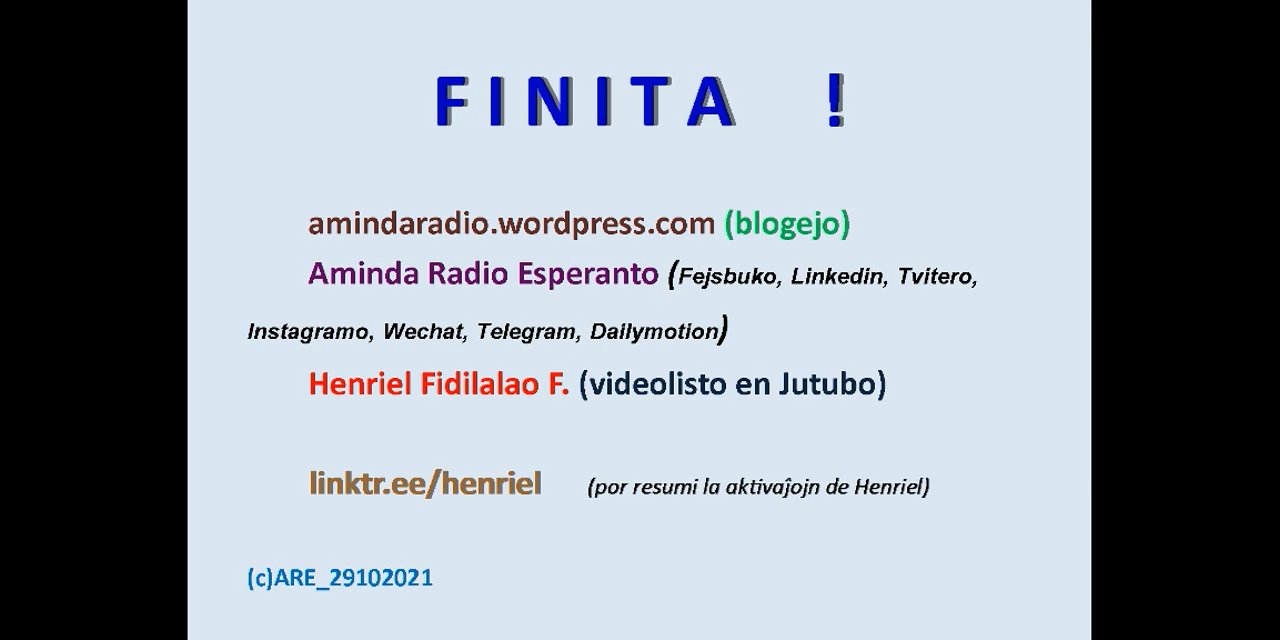 F I N I T A !
amindaradio.wordpress.com (blogejo)
Aminda Radio Esperanto (Fejsbuko, Linkedin, Tvitero,
Instagramo, Wechat, Telegram, Dailymotion)
Henriel Fidilalao F. (videolisto en Jutubo)
linktr.ee/henriel (por resumi la aktivaĵojn de Henriel)
(c)ARE_29102021